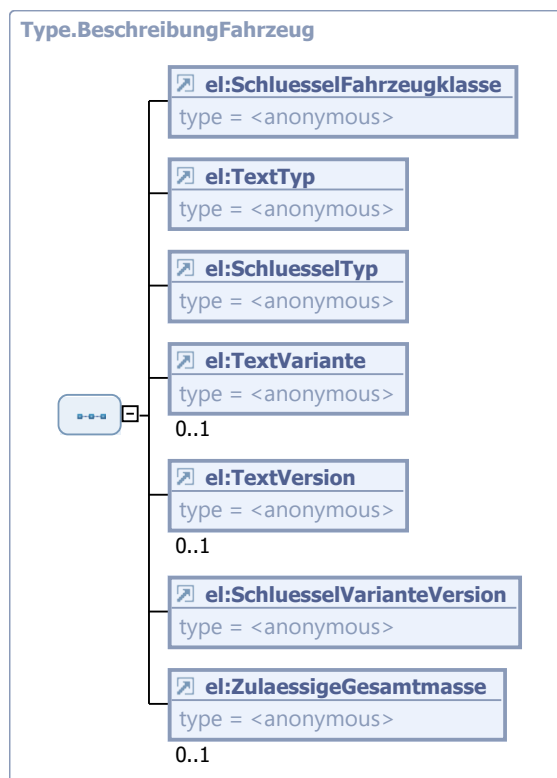 Type.BeschreibungFahrzeug
el:SchluesselFahrzeugklasse
type = <anonymous>
el:TextTyp
type = <anonymous>
el:SchluesselTyp
type = <anonymous>
el:TextVariante
type = <anonymous>
0..1
el:TextVersion
type = <anonymous>
0..1
el:SchluesselVarianteVersion
type = <anonymous>
el:ZulaessigeGesamtmasse
type = <anonymous>
0..1